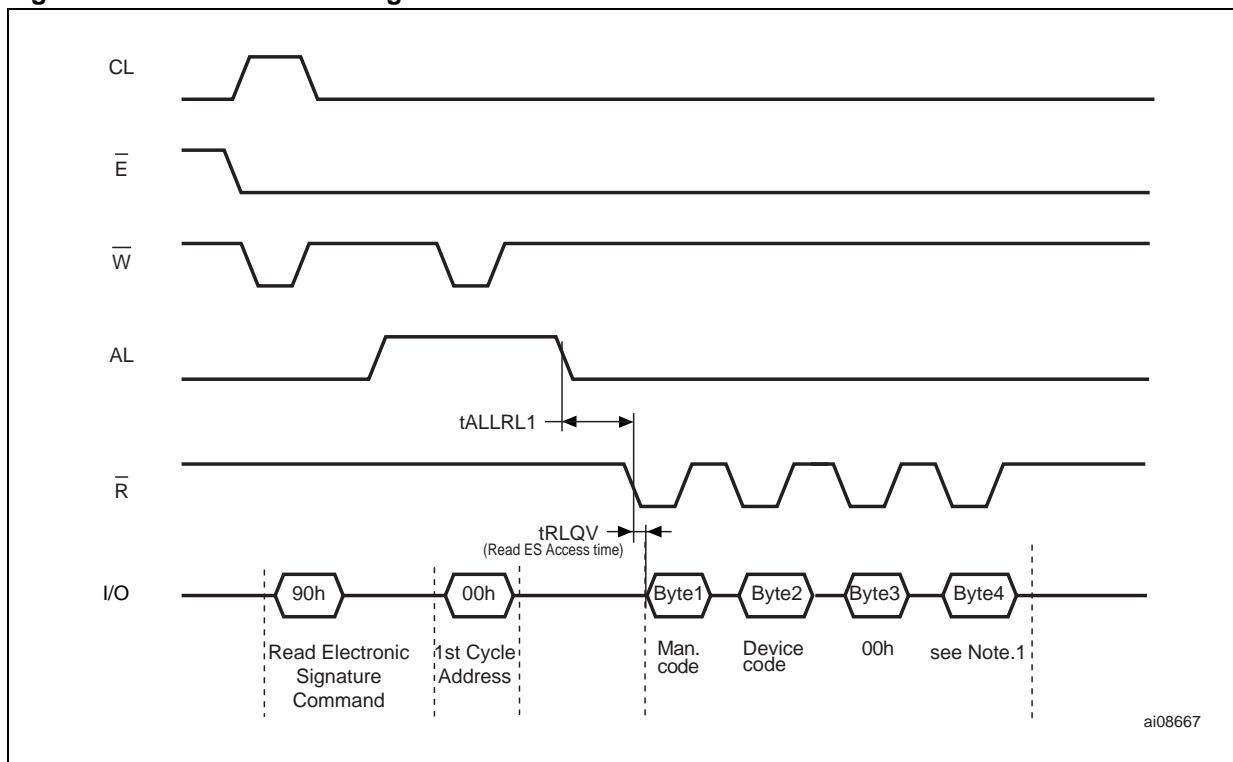 CL
E
W
AL
tALLRL1
R
tRLQV
(Read ES Access time)
I/O
90h
00h
Byte1
Byte2
Byte3
Byte4
Read Electronic
Signature
Command
1st Cycle
Address
Man.
code
Device
code
00h
see Note.1
ai08667